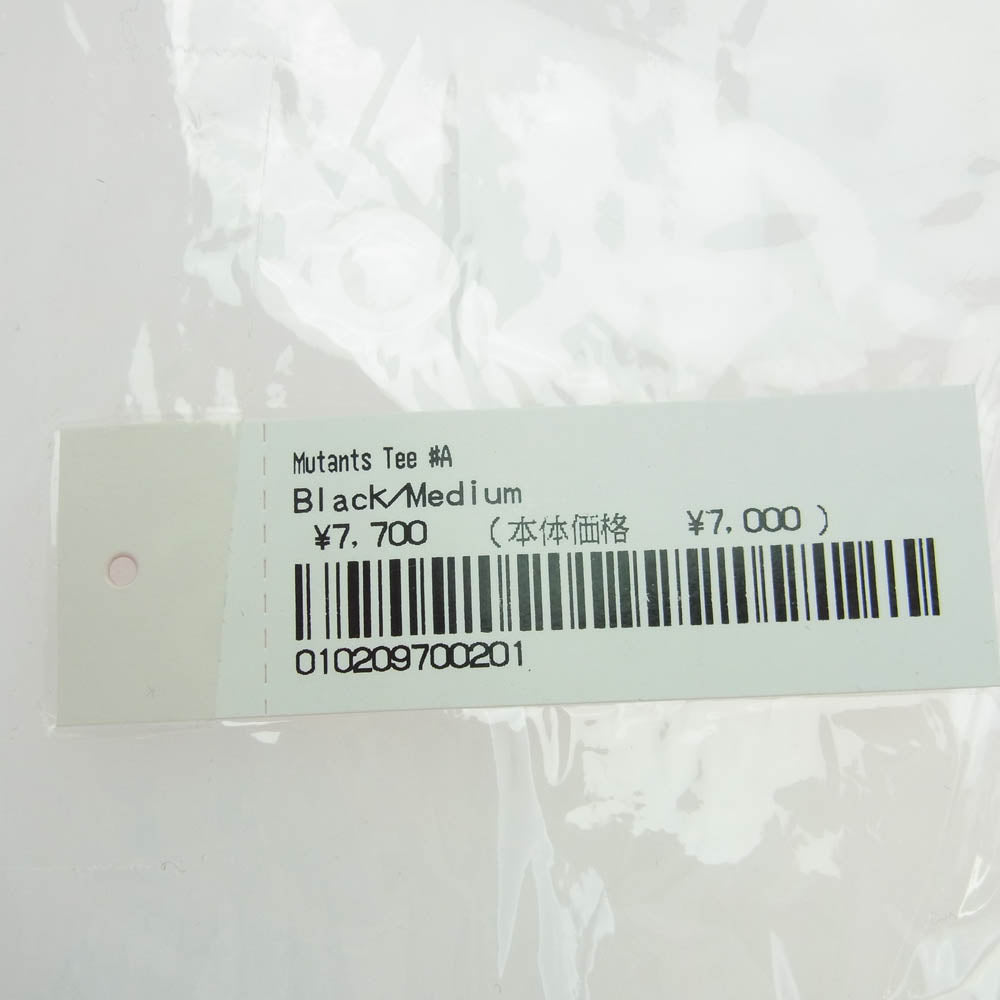 Mutants Tee #A
Black/Medium
¥7,700 (本体価格 ¥7,000)
010209700201